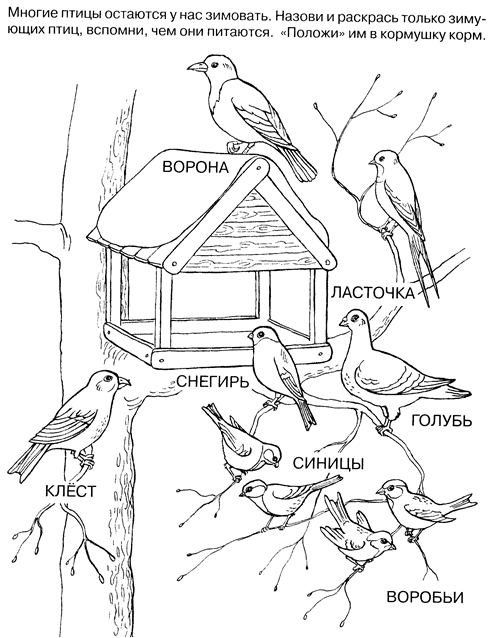 Многие птицы остаются у нас зимовать. Назови и раскрась только зиму-
ющих птиц, вспомни, чем они питаются. «Положи» им в кормушку корм.
ВОРОНА
ЛАСТОЧКА
СНЕГИРЬ
ГОЛУБЬ
СИНИЦЫ
КЛЁСТ
ВОРОБЬИ